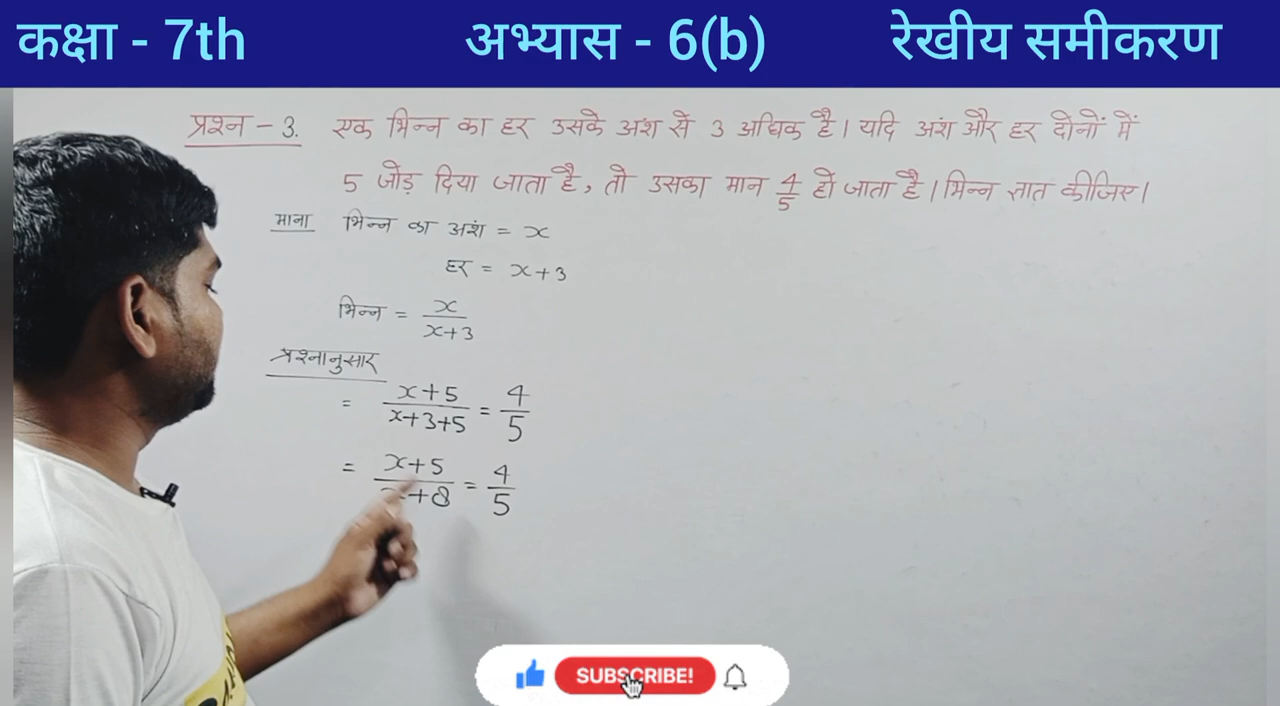 कक्षा - 7th अभ्यास - 6(b) रेखीय समीकरण
प्रश्न - 3. एक भिन्न का हर उसके अंश से 3 अधिक है। यदि अंश और हर दोनों में
5 जोड़ दिया जाता है, तो उसका मान 4/5 हो जाता है। भिन्न ज्ञात कीजिए।
माना भिन्न का अंश = x
हर = x+3
भिन्न = x/(x+3)
प्रश्नानुसार
= (x+5)/(x+3+5) = 4/5
= (x+5)/(x+8) = 4/5
SUBSCRIBE!